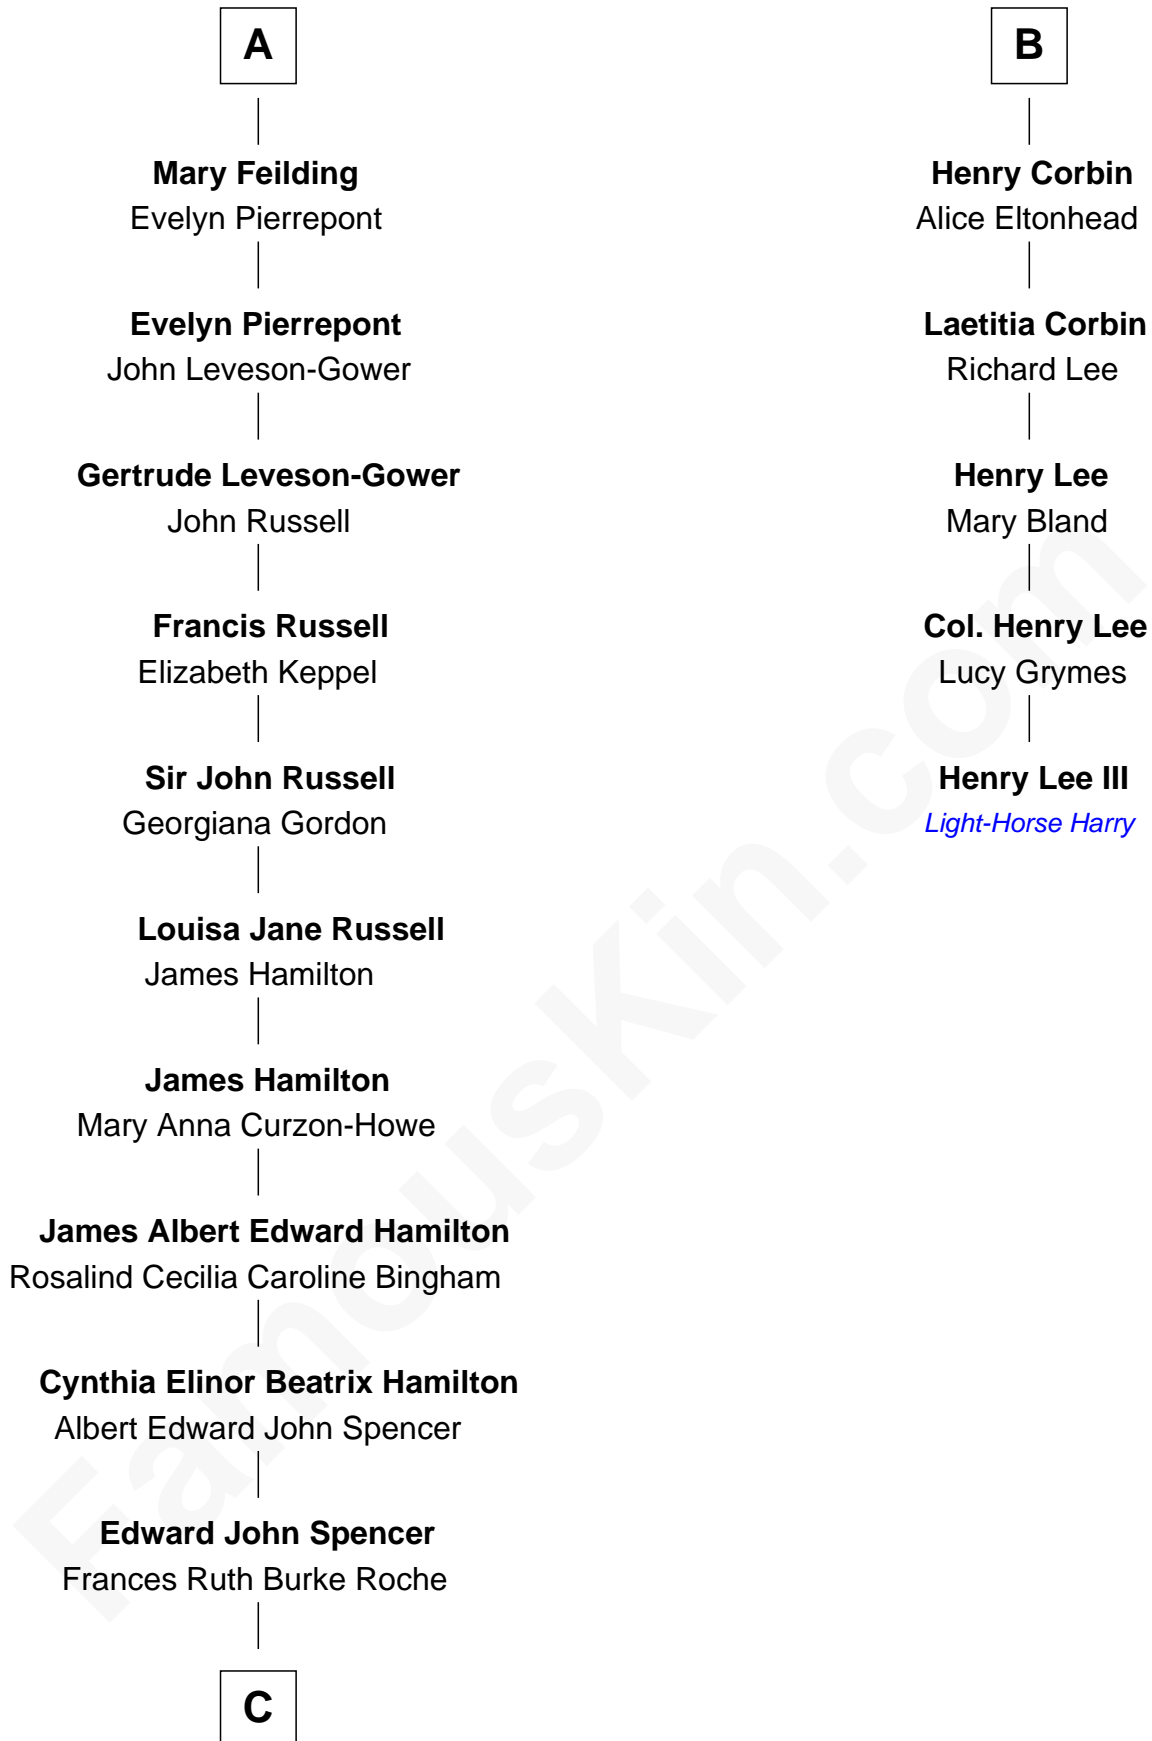 A
Mary Feilding
Evelyn Pierrepont
Evelyn Pierrepont
John Leveson-Gower
Gertrude Leveson-Gower
John Russell
Francis Russell
Elizabeth Keppel
Sir John Russell
Georgiana Gordon
Louisa Jane Russell
James Hamilton
James Hamilton
Mary Anna Curzon-Howe
James Albert Edward Hamilton
Rosalind Cecilia Caroline Bingham
Cynthia Elinor Beatrix Hamilton
Albert Edward John Spencer
Edward John Spencer
Frances Ruth Burke Roche
C
B
Henry Corbin
Alice Eltonhead
Laetitia Corbin
Richard Lee
Henry Lee
Mary Bland
Col. Henry Lee
Lucy Grymes
Henry Lee III
Light-Horse Harry
FamousKin.com